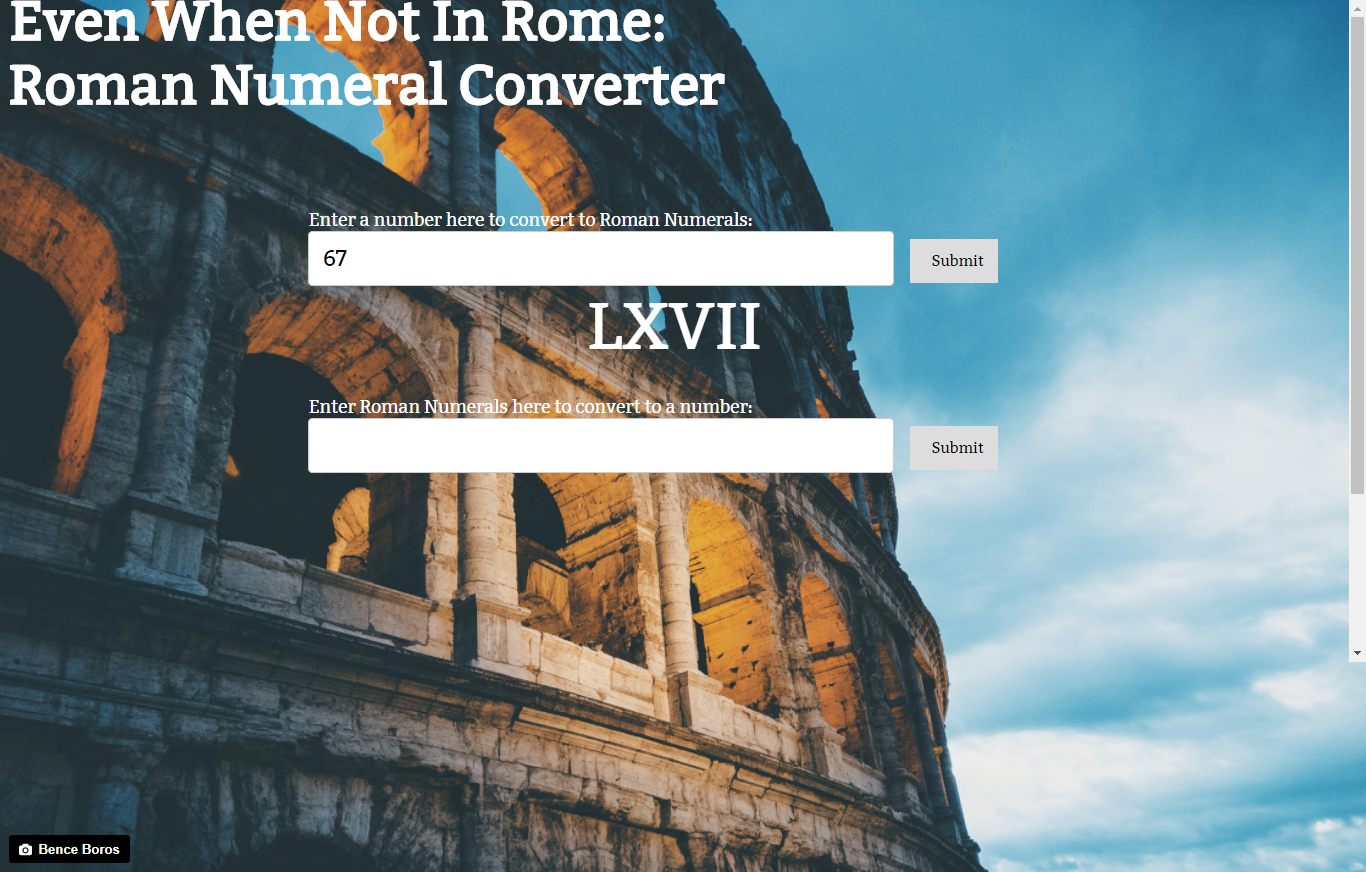 Even When Not In Rome:
Roman Numeral Converter
Enter a number here to convert to Roman Numerals:
67
Submit
LXVII
Enter Roman Numerals here to convert to a number:
Submit
Bence Boros